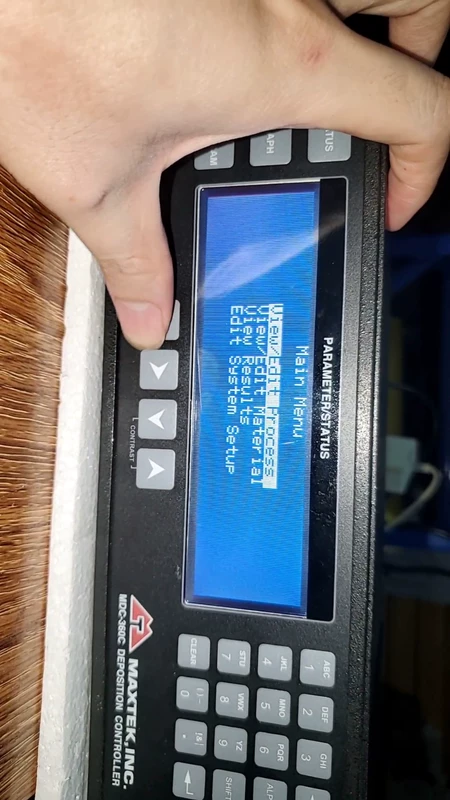 PARAMETER/STATUS
TUS
APH
AM
Main Menu
View/Edit Process
View/Edit Material
View Results
Edit System Setup
CONTRAST
ABC DEF GHI
1 2 3
JKL MNO PQR ALP
4 5 6
STU VWX YZ SHIFT
7 8 9
CLEAR 0
MAXTEK, INC.
MDC-360C DEPOSITION CONTROLLER